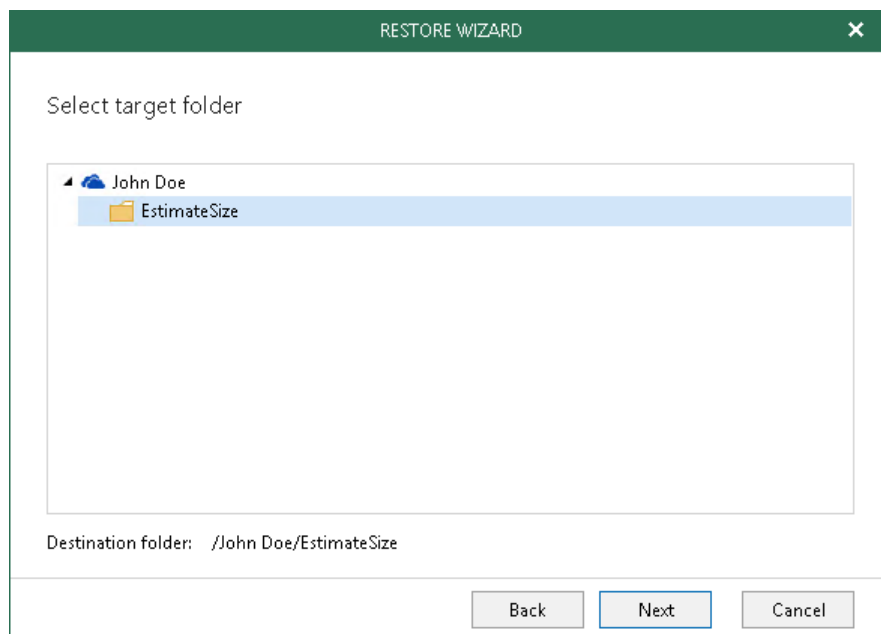 RESTORE WIZARD
Select target folder
John Doe
EstimateSize
Destination folder: /John Doe/EstimateSize
Back Next Cancel